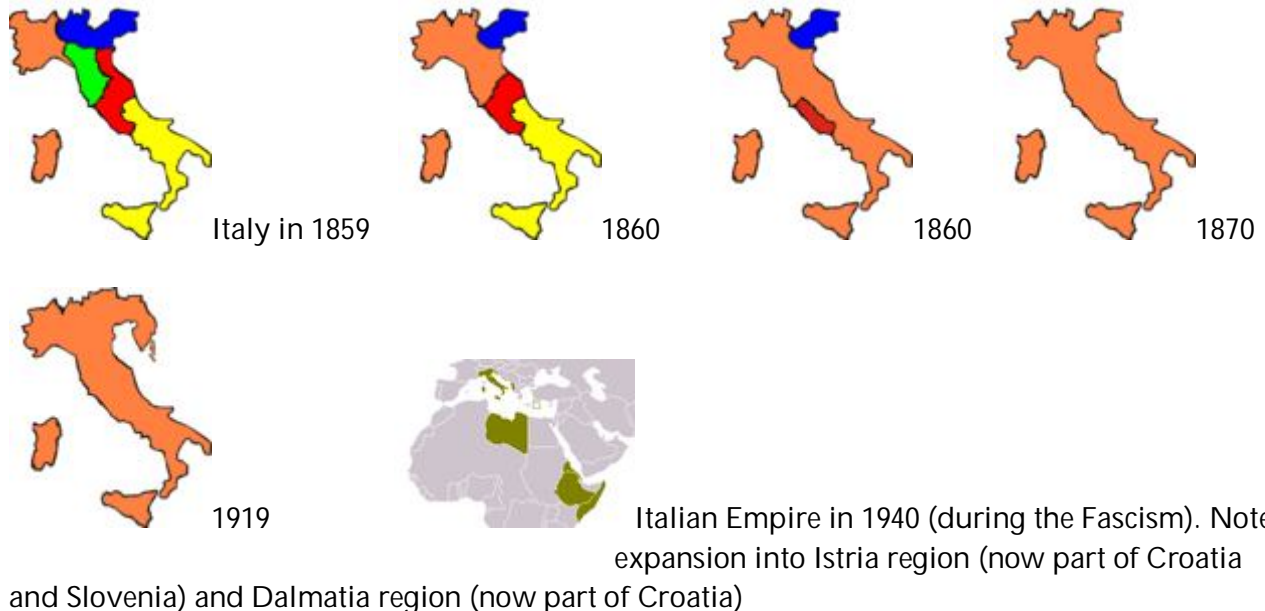 Italy in 1859
1860
1860
1870
1919
Italian Empire in 1940 (during the Fascism). Note
expansion into Istria region (now part of Croatia
and Slovenia) and Dalmatia region (now part of Croatia)